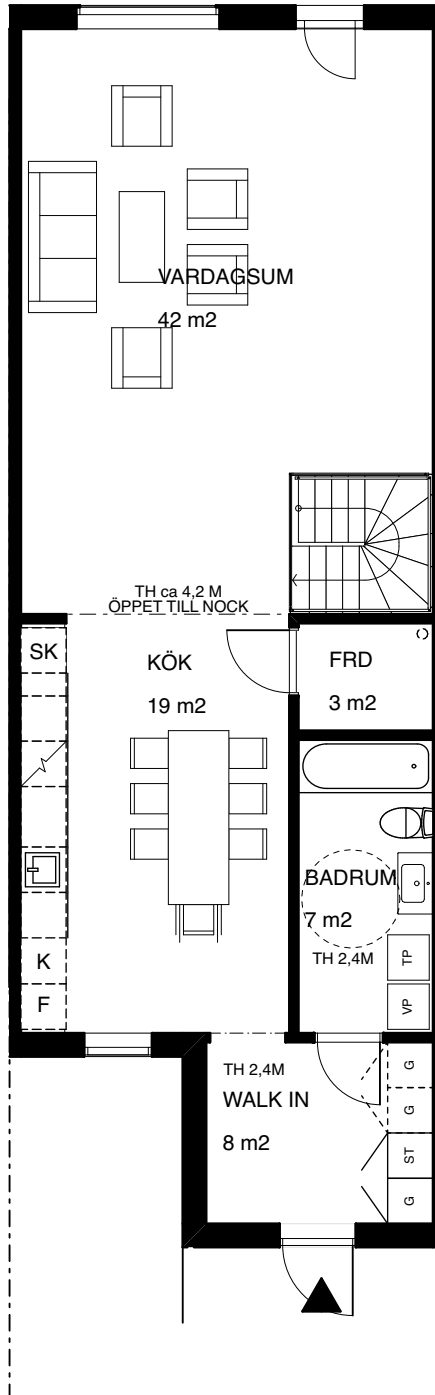 VARDAGSUM
42 m2
TH ca 4,2 M
ÖPPET TILL NOCK
SK
KÖK
19 m2
FRD
3 m2
BADRUM
7 m2
TH 2,4M
TP
VP
K
F
TH 2,4M
WALK IN
8 m2
G
G
ST
G